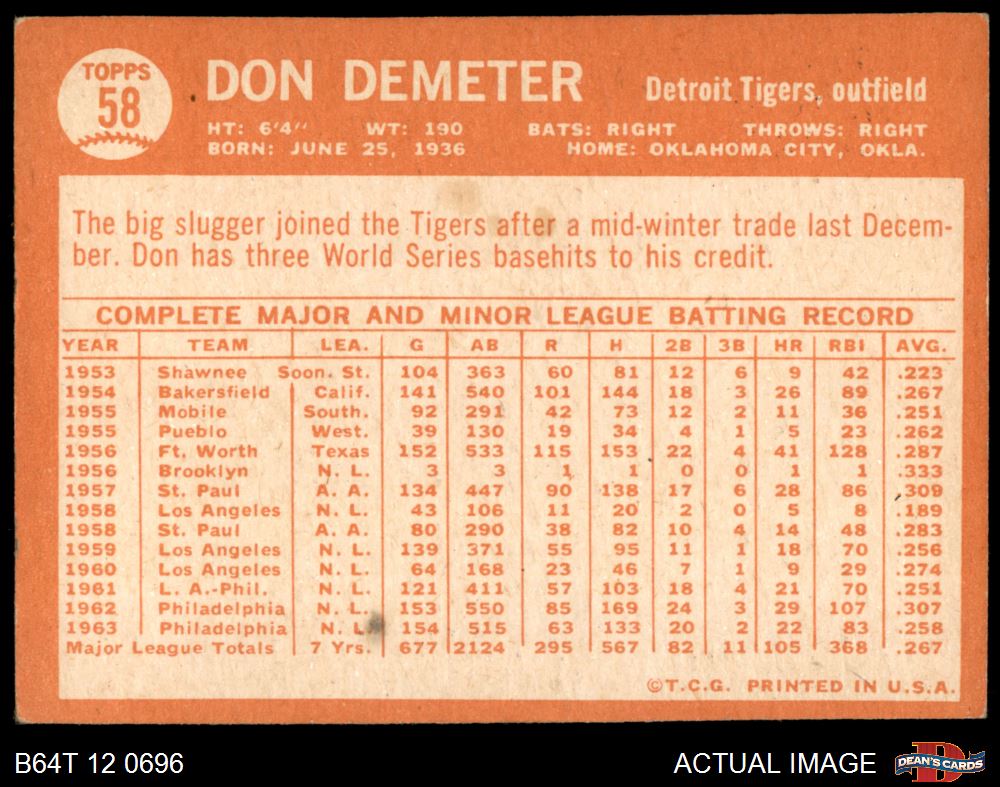 TOPPS
58
DON DEMETER
Detroit Tigers, outfield
HT: 6'4" WT: 190 BATS: RIGHT THROWS: RIGHT
BORN: JUNE 25, 1936 HOME: OKLAHOMA CITY, OKLA.
The big slugger joined the Tigers after a mid-winter trade last Decem-
ber. Don has three World Series basehits to his credit.
COMPLETE MAJOR AND MINOR LEAGUE BATTING RECORD
YEAR TEAM LEA. G AB R H 2B 3B HR RBI AVG.
1953 Shawnee Soon. St. 104 363 60 81 12 6 9 42 .223
1954 Bakersfield Calif. 141 540 101 144 18 3 26 89 .267
1955 Mobile South. 92 291 42 73 12 2 11 36 .251
1955 Pueblo West. 39 130 19 34 4 1 5 23 .262
1956 Ft. Worth Texas 152 533 115 153 22 4 41 128 .287
1956 Brooklyn N. L. 3 3 1 1 0 0 1 1 .333
1957 St. Paul A. A. 134 447 90 138 17 6 28 86 .309
1958 Los Angeles N. L. 43 106 11 20 2 0 5 8 .189
1958 St. Paul A. A. 80 290 38 82 10 4 14 48 .283
1959 Los Angeles N. L. 139 371 55 95 11 1 18 70 .256
1960 Los Angeles N. L. 64 168 23 46 7 1 9 29 .274
1961 L. A.-Phil. N. L. 121 411 57 103 18 4 21 70 .251
1962 Philadelphia N. L. 153 550 85 169 24 3 29 107 .307
1963 Philadelphia N. L. 154 515 63 133 20 2 22 83 .258
Major League Totals 7 Yrs. 677 2124 295 567 82 11 105 368 .267
©T.C.G. PRINTED IN U.S.A.
B64T 12 0696
ACTUAL IMAGE
DEAN'S CARDS